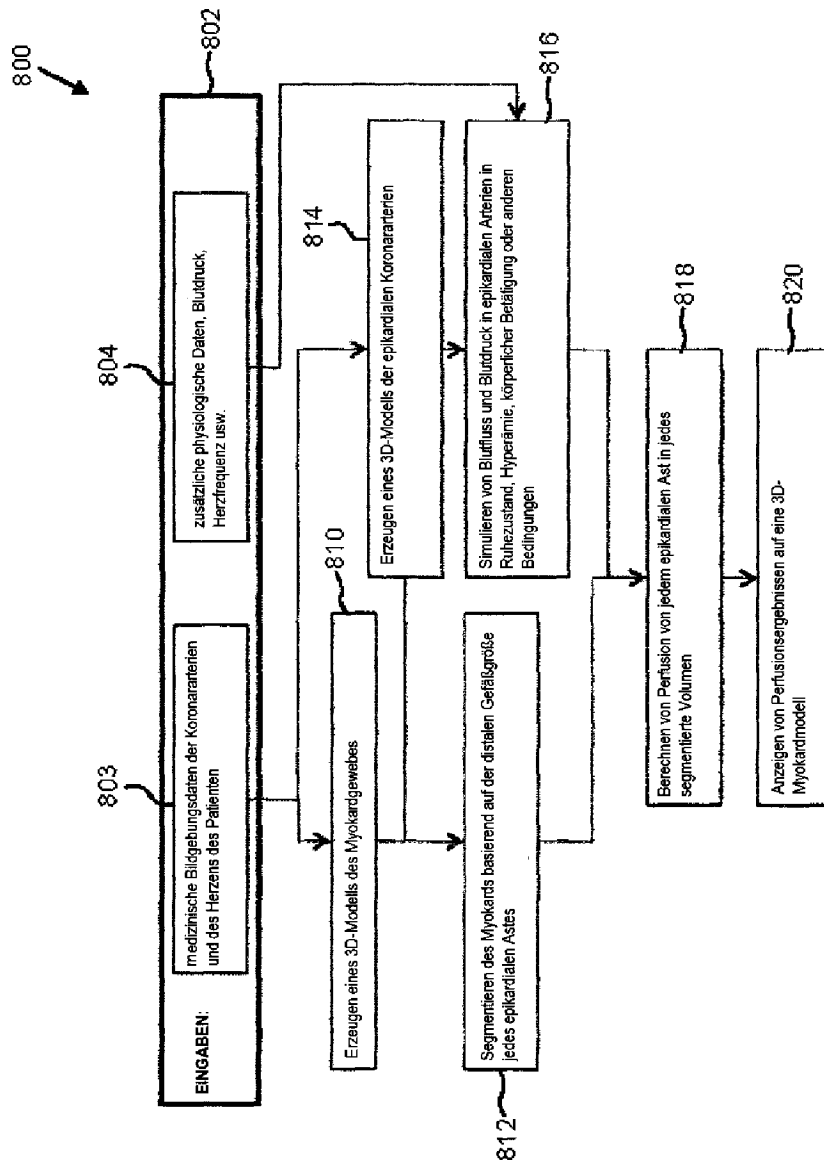 800
802
EINGABEN:
803
medizinische Bildgebungsdaten der Koronararterien
und des Herzens des Patienten
804
zusätzliche physiologische Daten, Blutdruck,
Herzfrequenz usw.
810
Erzeugen eines 3D-Modells des Myokardgewebes
814
Erzeugen eines 3D-Modells der epikardialen Koronararterien
812
Segmentieren des Myokards basierend auf der distalen Gefäßgröße
jedes epikardialen Astes
816
Simulieren von Blutfluss und Blutdruck in epikardialen Arterien in
Ruhezustand, Hyperämie, körperlicher Betätigung oder anderen
Bedingungen
818
Berechnen von Perfusion von jedem epikardialen Ast in jedes
segmentierte Volumen
820
Anzeigen von Perfusionsergebnissen auf eine 3D-
Myokardmodell